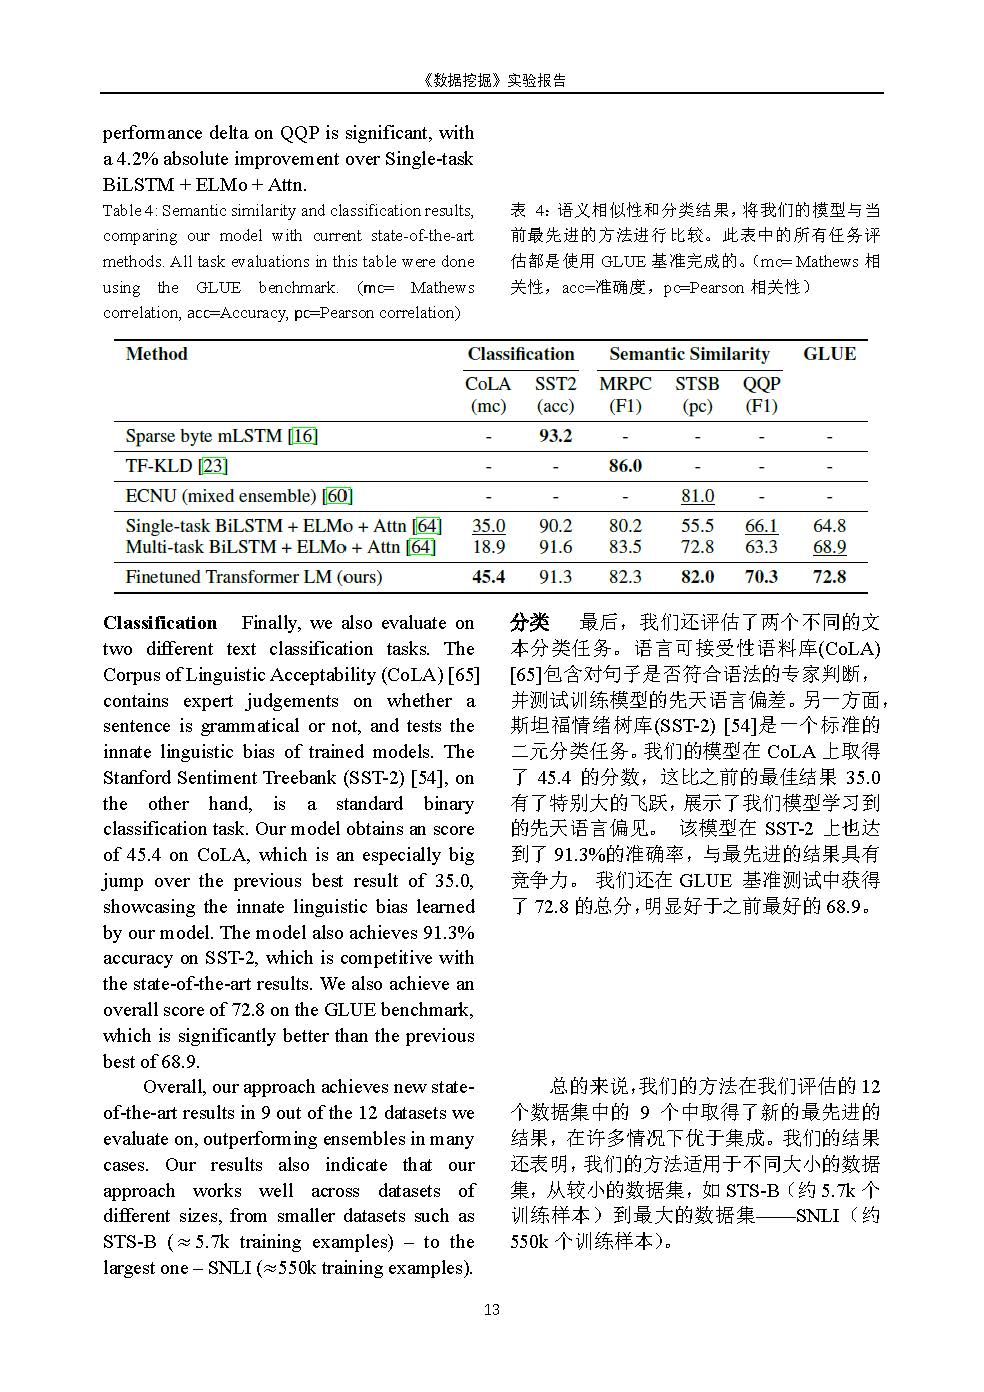 《数据挖掘》实验报告
performance delta on QQP is significant, with
a 4.2% absolute improvement over Single-task
BiLSTM + ELMo + Attn.
Table 4: Semantic similarity and classification results,
comparing our model with current state-of-the-art
methods. All task evaluations in this table were done
using the GLUE benchmark. (mc= Mathews
correlation, acc=Accuracy, pc=Pearson correlation)
表 4: 语义相似性和分类结果，将我们的模型与当
前最先进的方法进行比较。此表中的所有任务评
估都是使用 GLUE 基准完成的。（mc= Mathews 相
关性，acc=准确度，pc=Pearson 相关性）
Method Classification Semantic Similarity GLUE
CoLA SST2 MRPC STSB QQP
(mc) (acc) (F1) (pc) (F1)
Sparse byte mLSTM [16] - 93.2 - - - -
TF-KLD [23] - - 86.0 - - -
ECNU (mixed ensemble) [60] - - - 81.0 - -
Single-task BiLSTM + ELMo + Attn [64] 35.0 90.2 80.2 55.5 66.1 64.8
Multi-task BiLSTM + ELMo + Attn [64] 18.9 91.6 83.5 72.8 63.3 68.9
Finetuned Transformer LM (ours) 45.4 91.3 82.3 82.0 70.3 72.8
Classification Finally, we also evaluate on
two different text classification tasks. The
Corpus of Linguistic Acceptability (CoLA) [65]
contains expert judgements on whether a
sentence is grammatical or not, and tests the
innate linguistic bias of trained models. The
Stanford Sentiment Treebank (SST-2) [54], on
the other hand, is a standard binary
classification task. Our model obtains an score
of 45.4 on CoLA, which is an especially big
jump over the previous best result of 35.0,
showcasing the innate linguistic bias learned
by our model. The model also achieves 91.3%
accuracy on SST-2, which is competitive with
the state-of-the-art results. We also achieve an
overall score of 72.8 on the GLUE benchmark,
which is significantly better than the previous
best of 68.9.
分类 最后，我们还评估了两个不同的文
本分类任务。语言可接受性语料库(CoLA)
[65]包含对句子是否符合语法的专家判断，
并测试训练模型的先天语言偏差。另一方面，
斯坦福情绪树库(SST-2) [54]是一个标准的
二元分类任务。我们的模型在 CoLA 上取得
了 45.4 的分数，这比之前的最佳结果 35.0
有了特别大的飞跃，展示了我们模型学习到
的先天语言偏见。 该模型在 SST-2 上也达
到了 91.3%的准确率，与最先进的结果具有
竞争力。 我们还在 GLUE 基准测试中获得
了 72.8 的总分，明显好于之前最好的 68.9。
Overall, our approach achieves new state-
of-the-art results in 9 out of the 12 datasets we
evaluate on, outperforming ensembles in many
cases. Our results also indicate that our
approach works well across datasets of
different sizes, from smaller datasets such as
STS-B (≈5.7k training examples) – to the
largest one – SNLI (≈550k training examples).
总的来说，我们的方法在我们评估的 12
个数据集中的 9 个中取得了新的最先进的
结果，在许多情况下优于集成。我们的结果
还表明，我们的方法适用于不同大小的数据
集，从较小的数据集，如 STS-B（约 5.7k 个
训练样本）到最大的数据集——SNLI（约
550k 个训练样本）。
13